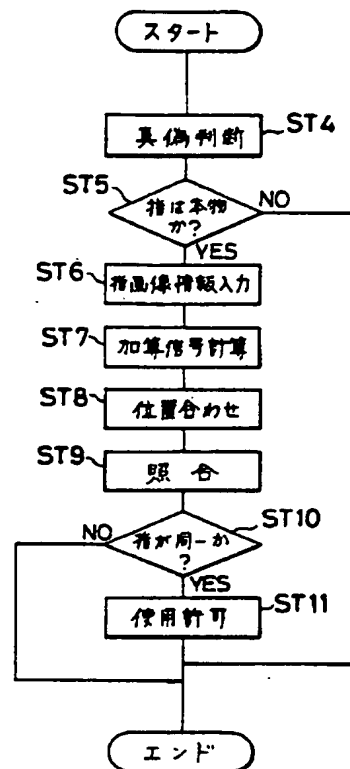 スタート
真偽判断
ST4
ST5
指は本物
か?
NO
YES
ST6
指画像情報入力
ST7
加算信号計算
ST8
位置合わせ
ST9
照合
ST10
NO
指が同一か
?
YES
使用許可
ST11
エンド